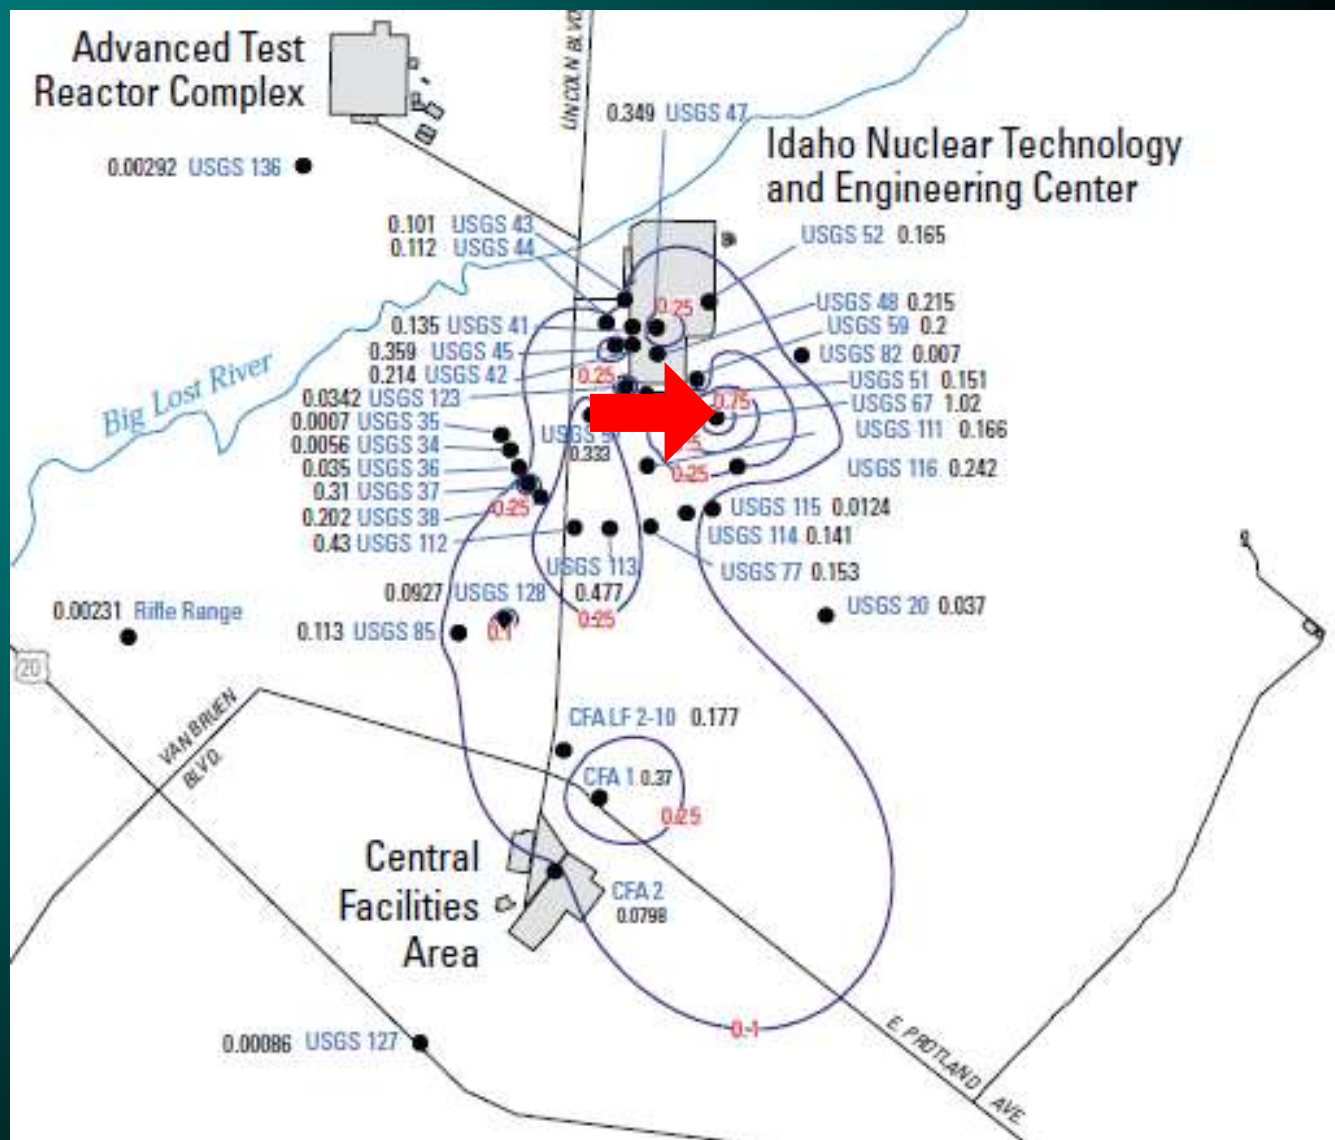 Advanced Test
Reactor Complex
LINCOLN BLVD
0.349 USGS 47
Idaho Nuclear Technology
and Engineering Center
0.00292 USGS 136
0.101 USGS 43
0.112 USGS 44
USGS 52 0.165
0.25
USGS 48 0.215
0.135 USGS 41
USGS 59 0.2
0.359 USGS 45
USGS 82 0.007
0.214 USGS 42
0.25
USGS 51 0.151
0.0342 USGS 123
0.75
USGS 67 1.02
Big Lost River
0.0007 USGS 35
USGS 111 0.166
0.0056 USGS 34
USGS
0.333
0.035 USGS 36
0.25
USGS 116 0.242
0.31 USGS 37
0.25
USGS 115 0.0124
0.202 USGS 38
0.43 USGS 112
USGS 114 0.141
USGS 113
USGS 77 0.153
0.0927 USGS 128
0.477
0.25
USGS 20 0.037
0.00231 Rifle Range
0.113 USGS 85
0.1
20
VAN BRUEN
BLVD.
CFA LF 2-10 0.177
CFA 1 0.37
0.25
Central
Facilities
Area
CFA 2
0.0798
0.1
0.00086 USGS 127
E. PROTLAND
AVE.